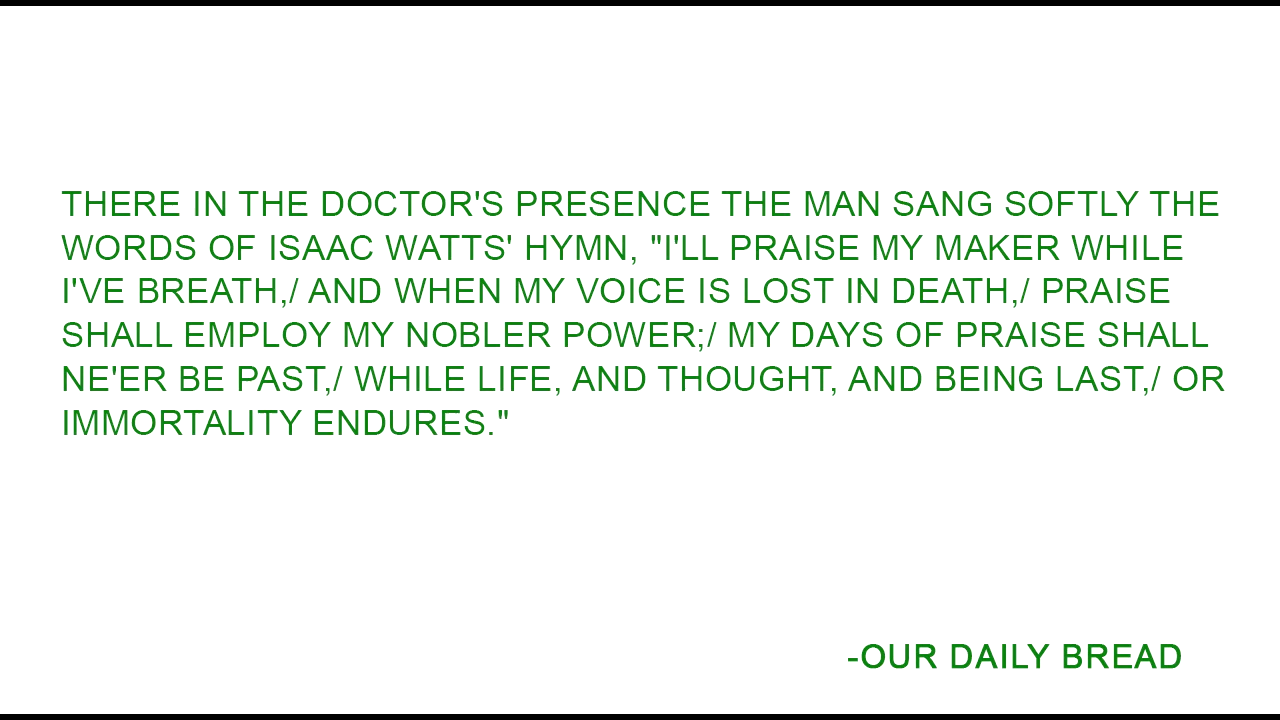 THERE IN THE DOCTOR'S PRESENCE THE MAN SANG SOFTLY THE
WORDS OF ISAAC WATTS' HYMN, "I'LL PRAISE MY MAKER WHILE
I'VE BREATH,/ AND WHEN MY VOICE IS LOST IN DEATH,/ PRAISE
SHALL EMPLOY MY NOBLER POWER;/ MY DAYS OF PRAISE SHALL
NE'ER BE PAST,/ WHILE LIFE, AND THOUGHT, AND BEING LAST,/ OR
IMMORTALITY ENDURES."
-OUR DAILY BREAD